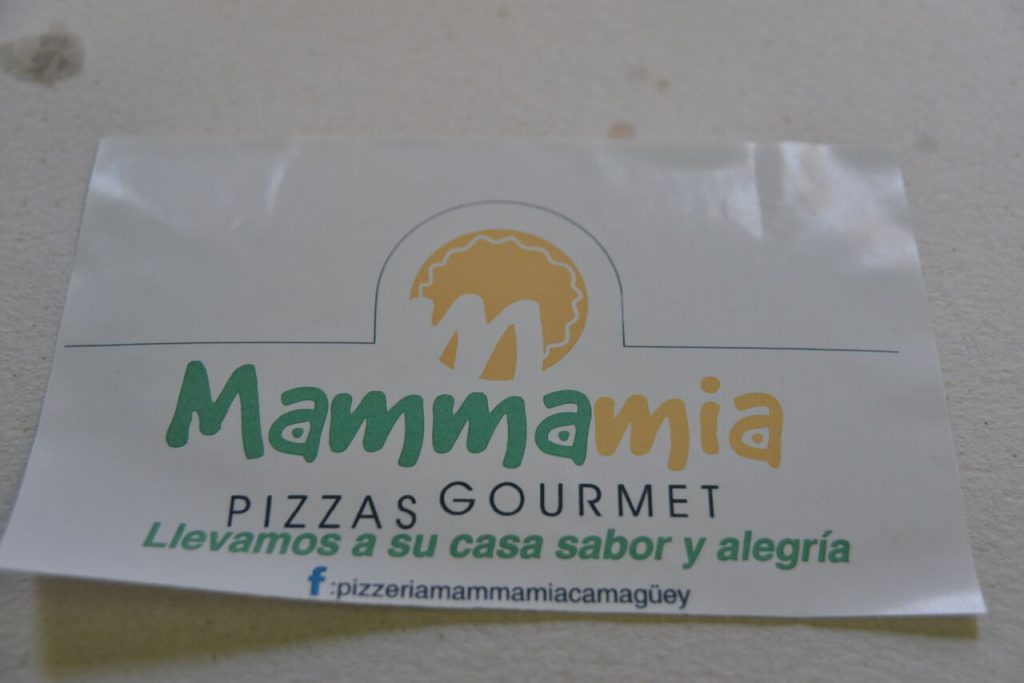 m
Mammamia
PIZZAS GOURMET
Llevamos a su casa sabor y alegría
f :pizzeriamammamiacamagüey